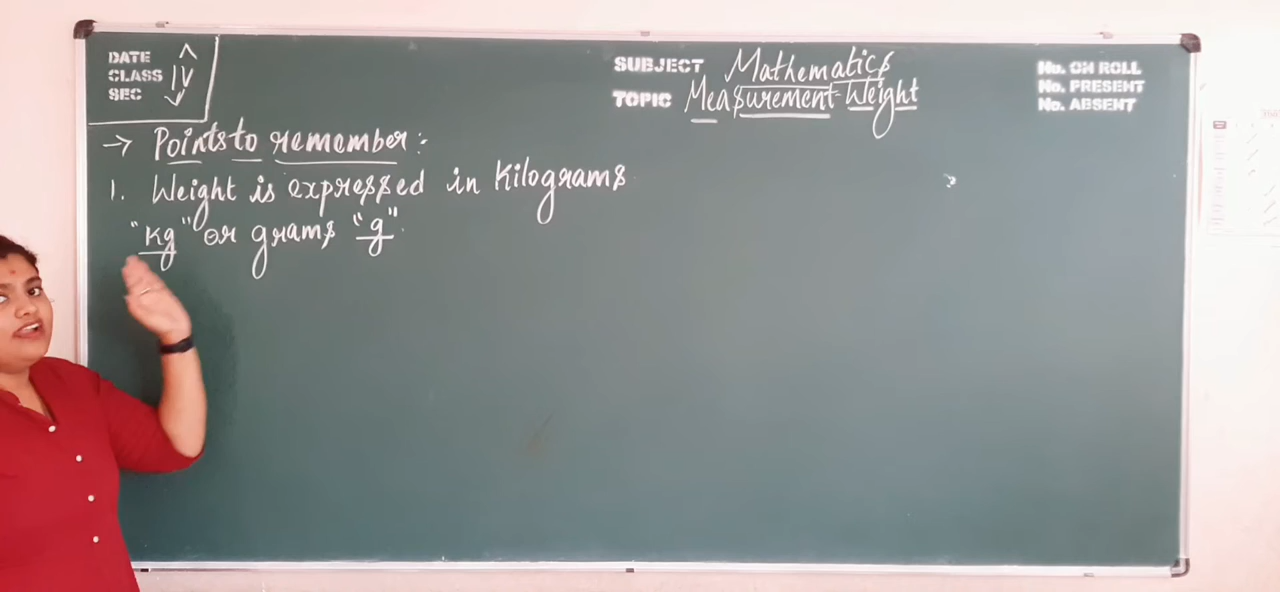 DATE
CLASS IV
SEC
SUBJECT Mathematics
TOPIC Measurement-Weight
No. ON ROLL
No. PRESENT
No. ABSENT
→ Points to remember:
1. Weight is expressed in Kilograms
"Kg" or grams "g".